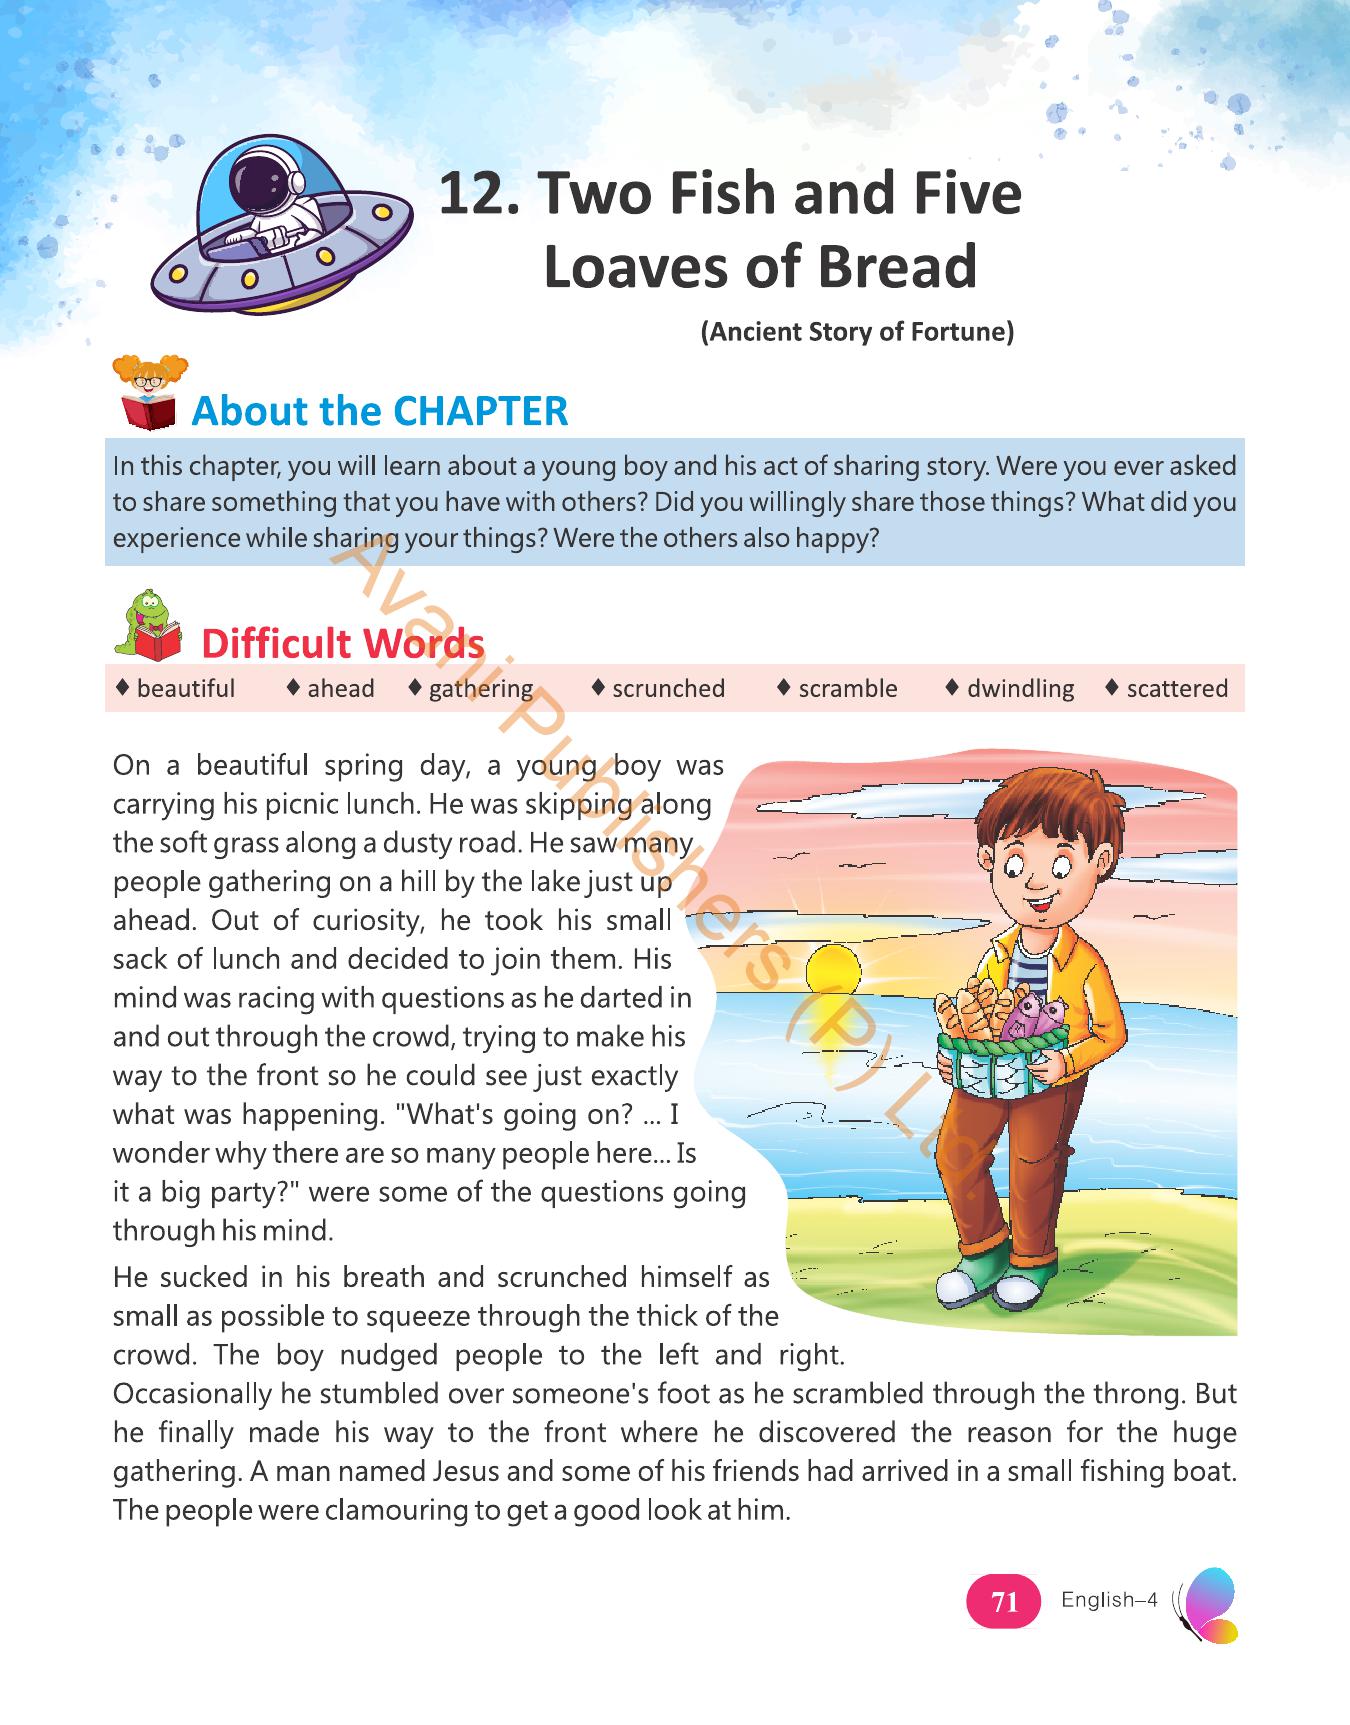 12. Two Fish and Five
Loaves of Bread
(Ancient Story of Fortune)
About the CHAPTER
In this chapter, you will learn about a young boy and his act of sharing story. Were you ever asked
to share something that you have with others? Did you willingly share those things? What did you
experience while sharing your things? Were the others also happy?
Difficult Words
♦ beautiful ♦ ahead ♦ gathering ♦ scrunched ♦ scramble ♦ dwindling ♦ scattered
On a beautiful spring day, a young boy was
carrying his picnic lunch. He was skipping along
the soft grass along a dusty road. He saw many
people gathering on a hill by the lake just up
ahead. Out of curiosity, he took his small
sack of lunch and decided to join them. His
mind was racing with questions as he darted in
and out through the crowd, trying to make his
way to the front so he could see just exactly
what was happening. "What's going on? ... I
wonder why there are so many people here... Is
it a big party?" were some of the questions going
through his mind.
He sucked in his breath and scrunched himself as
small as possible to squeeze through the thick of the
crowd. The boy nudged people to the left and right.
Occasionally he stumbled over someone's foot as he scrambled through the throng. But
he finally made his way to the front where he discovered the reason for the huge
gathering. A man named Jesus and some of his friends had arrived in a small fishing boat.
The people were clamouring to get a good look at him.
71 English–4
Avani Publishers (P) Ltd.